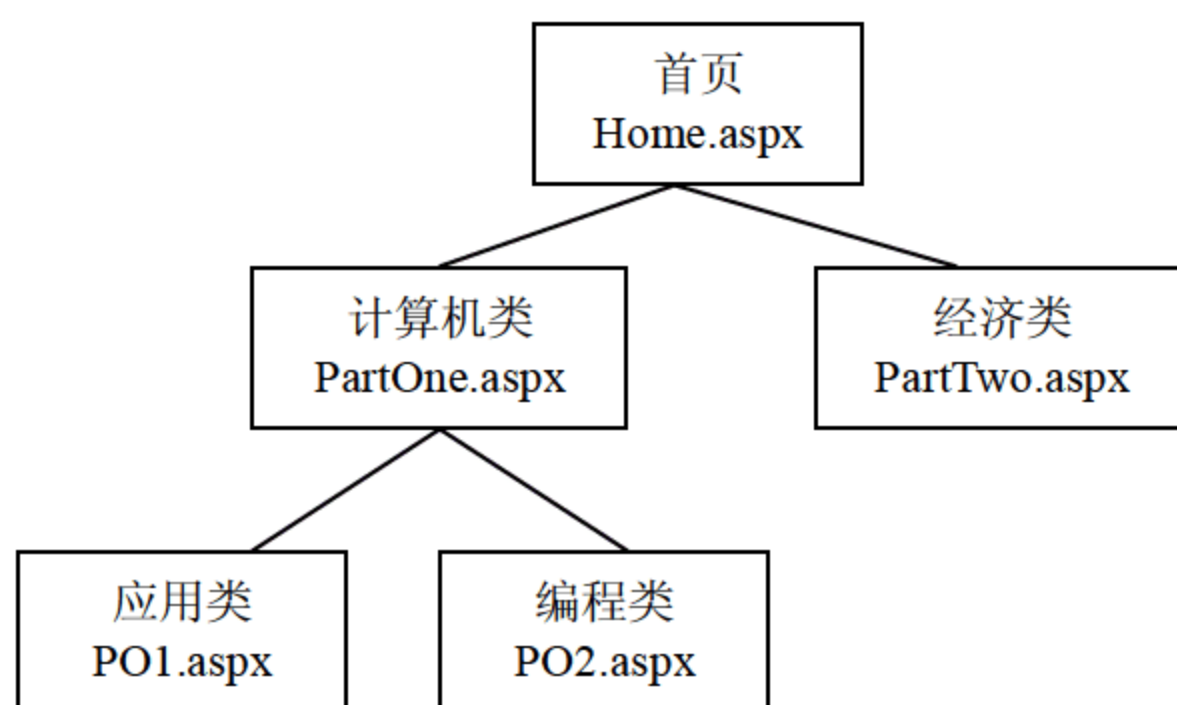 首页
Home.aspx
计算机类
PartOne.aspx
经济类
PartTwo.aspx
应用类
PO1.aspx
编程类
PO2.aspx